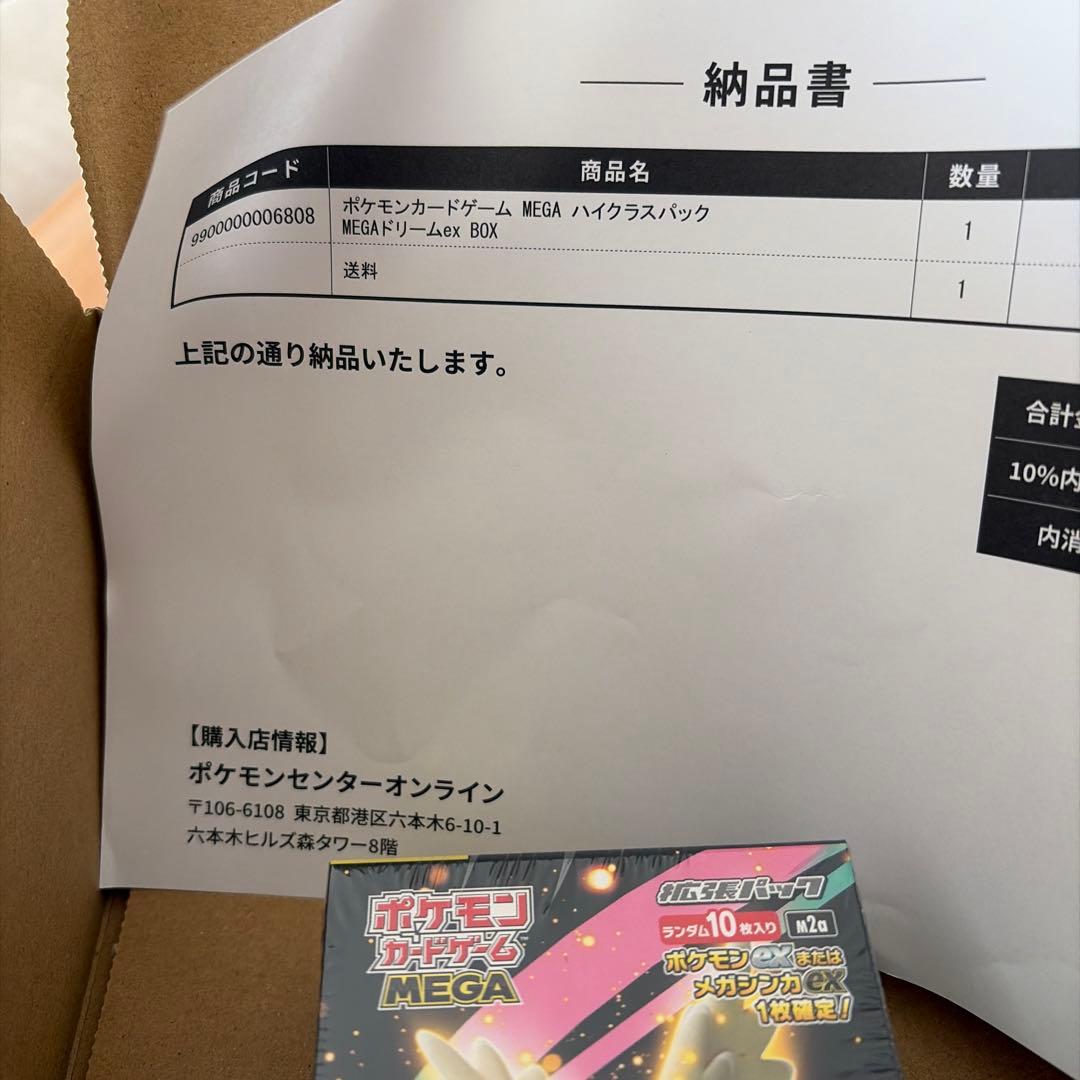 納品書
商品コード 商品名 数量
9900000006808 ポケモンカードゲーム MEGA ハイクラスパック 1
MEGAドリームex BOX
送料 1
上記の通り納品いたします。
合計
10%内
内消
【購入店情報】
ポケモンセンターオンライン
〒106-6108 東京都港区六本木6-10-1
六本木ヒルズ森タワー8階
ポケモン
カードゲーム
MEGA
拡張パック
ランダム10枚入り M2a
ポケモンexまたは
メガシンカex
1枚確定!